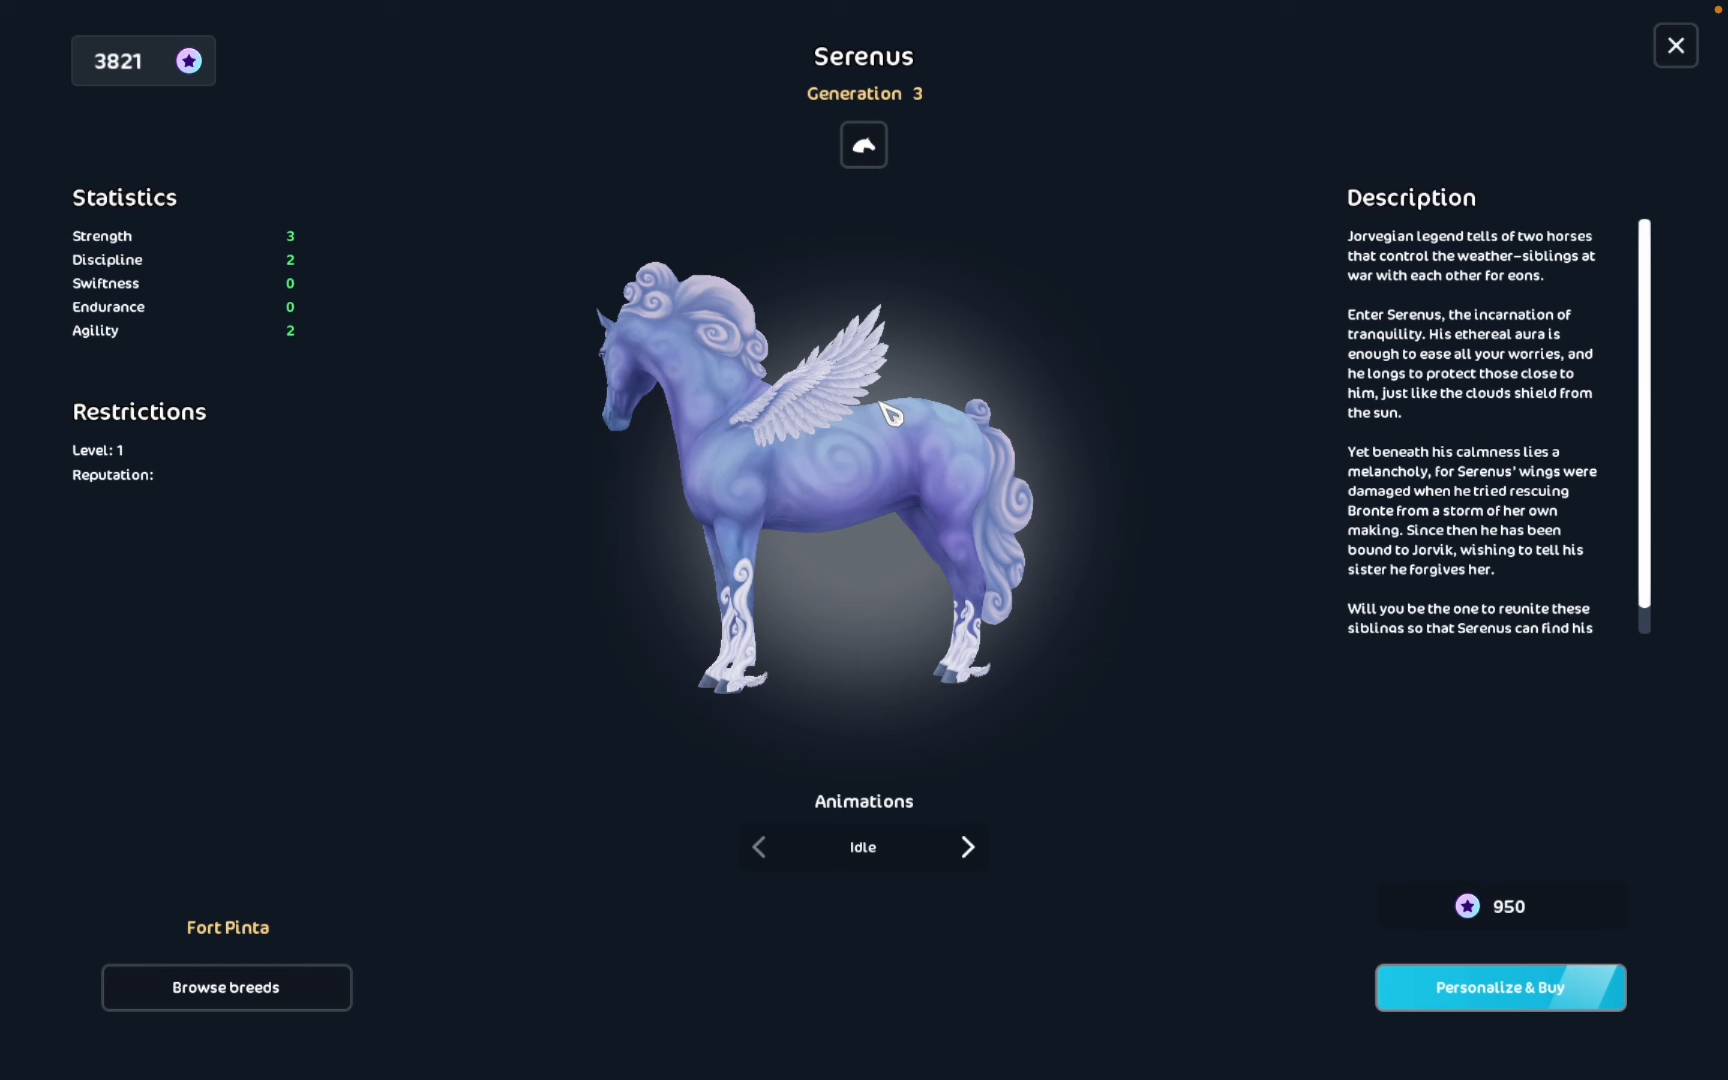 3821
Serenus
Generation 3
Statistics
Strength 3
Discipline 2
Swiftness 0
Endurance 0
Agility 2
Restrictions
Level: 1
Reputation:
Description
Jorvegian legend tells of two horses
that control the weather–siblings at
war with each other for eons.
Enter Serenus, the incarnation of
tranquility. His ethereal aura is
enough to ease all your worries, and
he longs to protect those close to
him, just like the clouds shield from
the sun.
Yet beneath his calmness lies a
melancholy, for Serenus' wings were
damaged when he tried rescuing
Bronte from a storm of her own
making. Since then he has been
bound to Jorvik, wishing to tell his
sister he forgives her.
Will you be the one to reunite these
siblings so that Serenus can find his
Animations
Idle
Fort Pinta
Browse breeds
950
Personalize & Buy